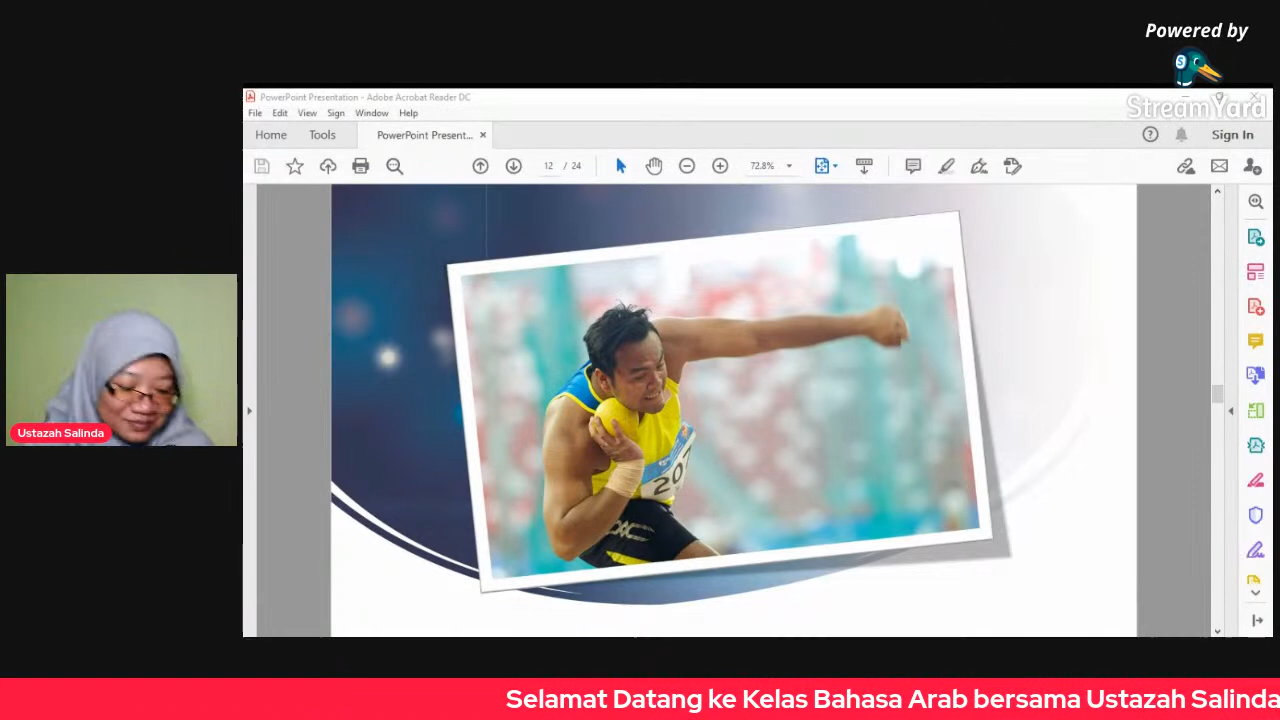 Powered by
StreamYard
PowerPoint Presentation - Adobe Acrobat Reader DC
File Edit View Sign Window Help
Home Tools PowerPoint Present... × Sign In
12 / 24 72.8%
207
Ustazah Salinda
Selamat Datang ke Kelas Bahasa Arab bersama Ustazah Salinda